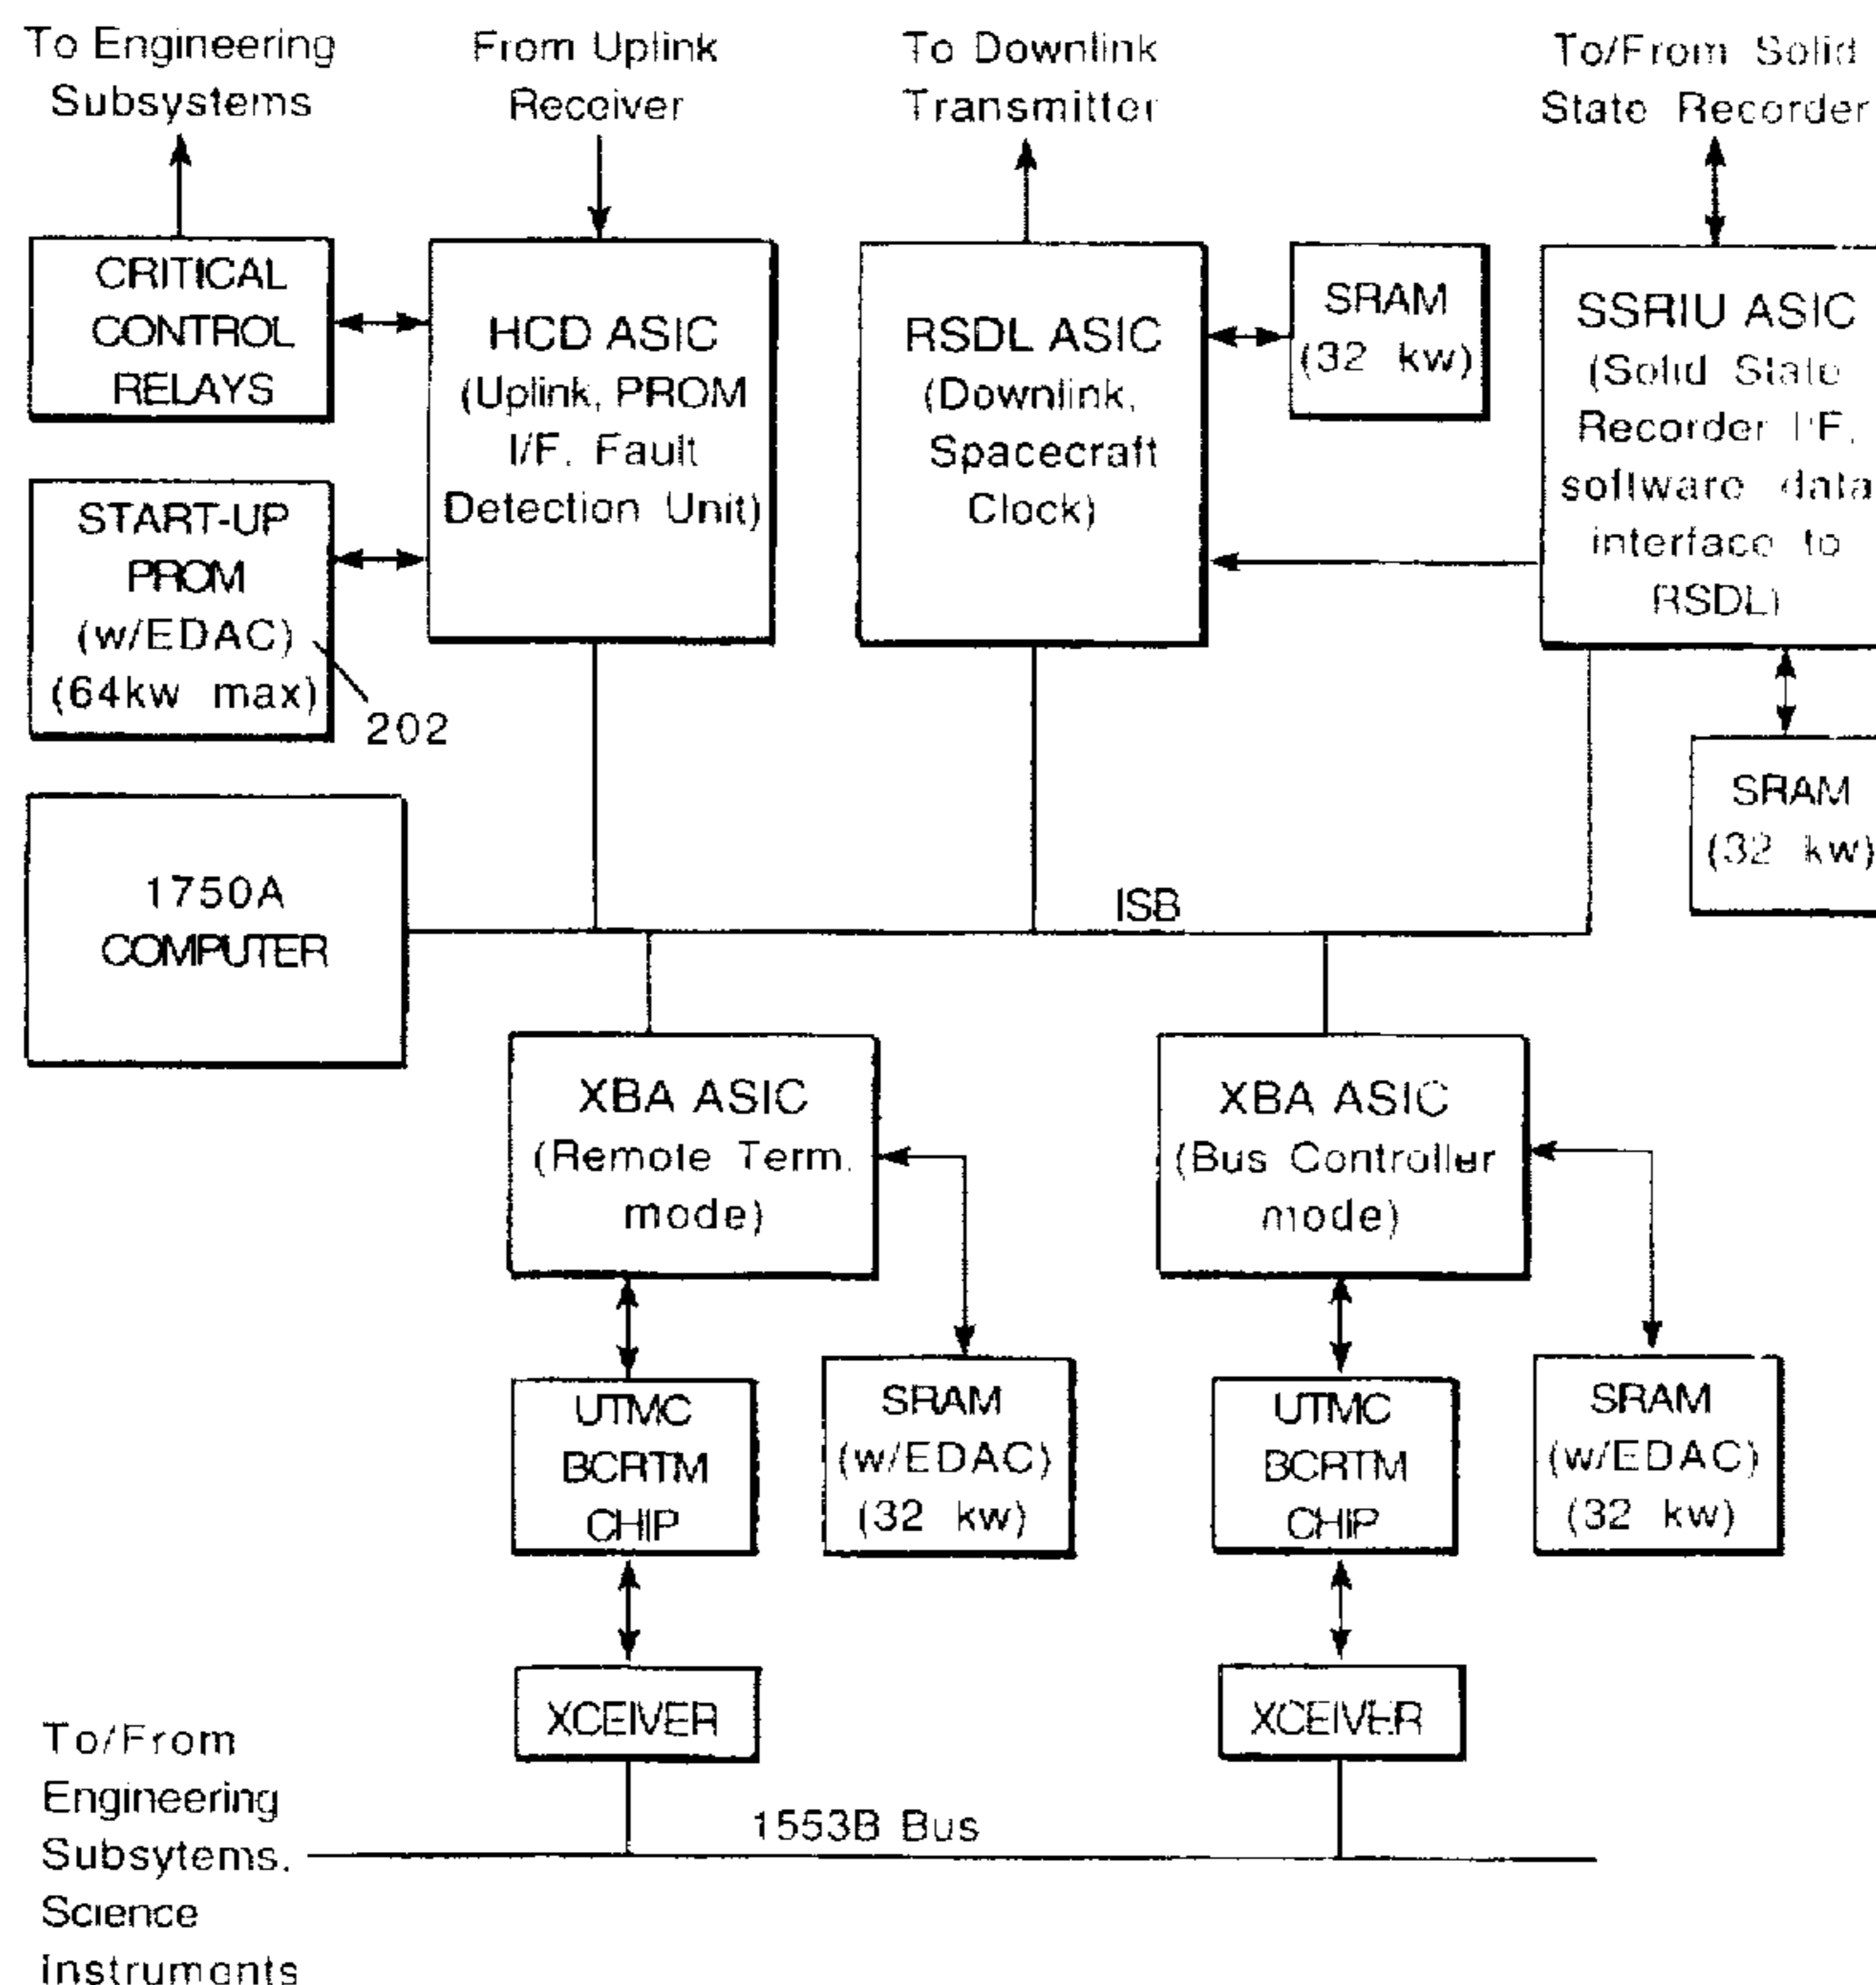 To Engineering
Subsystems
From Uplink
Receiver
To Downlink
Transmitter
To/From Solid
State Recorder
CRITICAL
CONTROL
RELAYS
HCD ASIC
(Uplink, PROM
I/F, Fault
Detection Unit)
RSDL ASIC
(Downlink,
Spacecraft
Clock)
SRAM
(32 kw)
SSRIU ASIC
(Solid State
Recorder I/F,
software data
interface to
RSDL)
START-UP
PROM
(w/EDAC)
(64kw max)
202
SRAM
(32 kw)
1750A
COMPUTER
ISB
XBA ASIC
(Remote Term.
mode)
XBA ASIC
(Bus Controller
mode)
UTMC
BCRTM
CHIP
SRAM
(w/EDAC)
(32 kw)
UTMC
BCRTM
CHIP
SRAM
(w/EDAC)
(32 kw)
XCEIVER
XCEIVER
To/From
Engineering
Subsytems,
Science
Instruments
1553B Bus